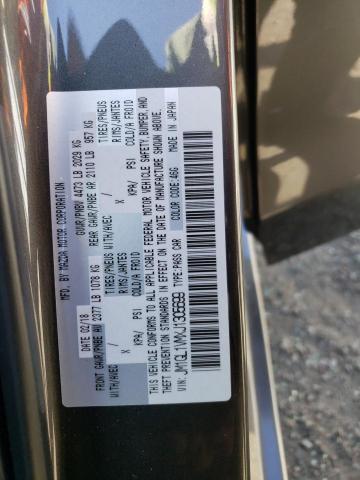 MFD. BY MAZDA MOTOR CORPORATION
DATE: 02/18 GVWR/PNBV 4473 LB 2029 KG
FRONT GAWR/PNBE AV 2377 LB 1078 KG REAR GAWR/PNBE AR 2110 LB 957 KG
WITH/AVEC TIRES/PNEUS WITH/AVEC TIRES/PNEUS
X RIMS/JANTES X RIMS/JANTES
KPA/ PSI COLD/A FROID KPA/ PSI COLD/A FROID
THIS VEHICLE CONFORMS TO ALL APPLICABLE FEDERAL MOTOR VEHICLE SAFETY, BUMPER, AND
THEFT PREVENTION STANDARDS IN EFFECT ON THE DATE OF MANUFACTURE SHOWN ABOVE.
VIN: JM1GL1VMXJ1305699 MADE IN JAPAN
TYPE:PASS CAR COLOR CODE:46G